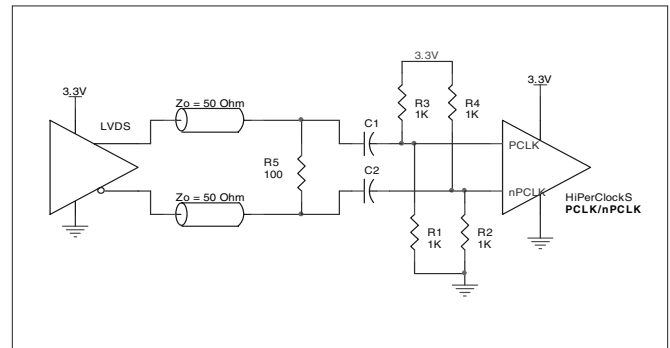 3.3V
LVDS
Zo = 50 Ohm
Zo = 50 Ohm
R5
100
C1
C2
3.3V
R3
1K
R4
1K
R1
1K
R2
1K
3.3V
PCLK
nPCLK
HiPerClockS
PCLK/nPCLK